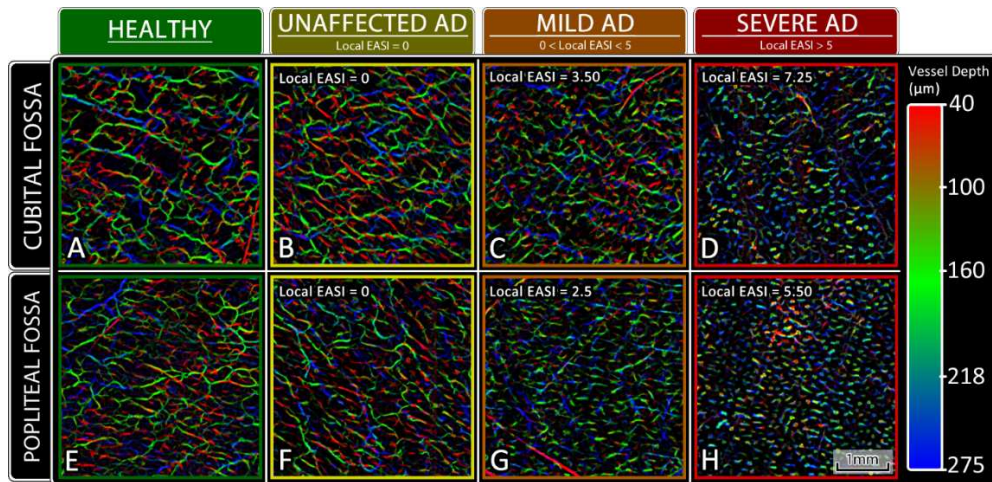 HEALTHY
UNAFFECTED AD
Local EASI = 0
MILD AD
0 < Local EASI < 5
SEVERE AD
Local EASI > 5
CUBITAL FOSSA
A
Local EASI = 0
B
Local EASI = 3.50
C
Local EASI = 7.25
D
POPLITEAL FOSSA
E
Local EASI = 0
F
Local EASI = 2.5
G
Local EASI = 5.50
H
1mm
Vessel Depth
(μm)
40
100
160
218
275